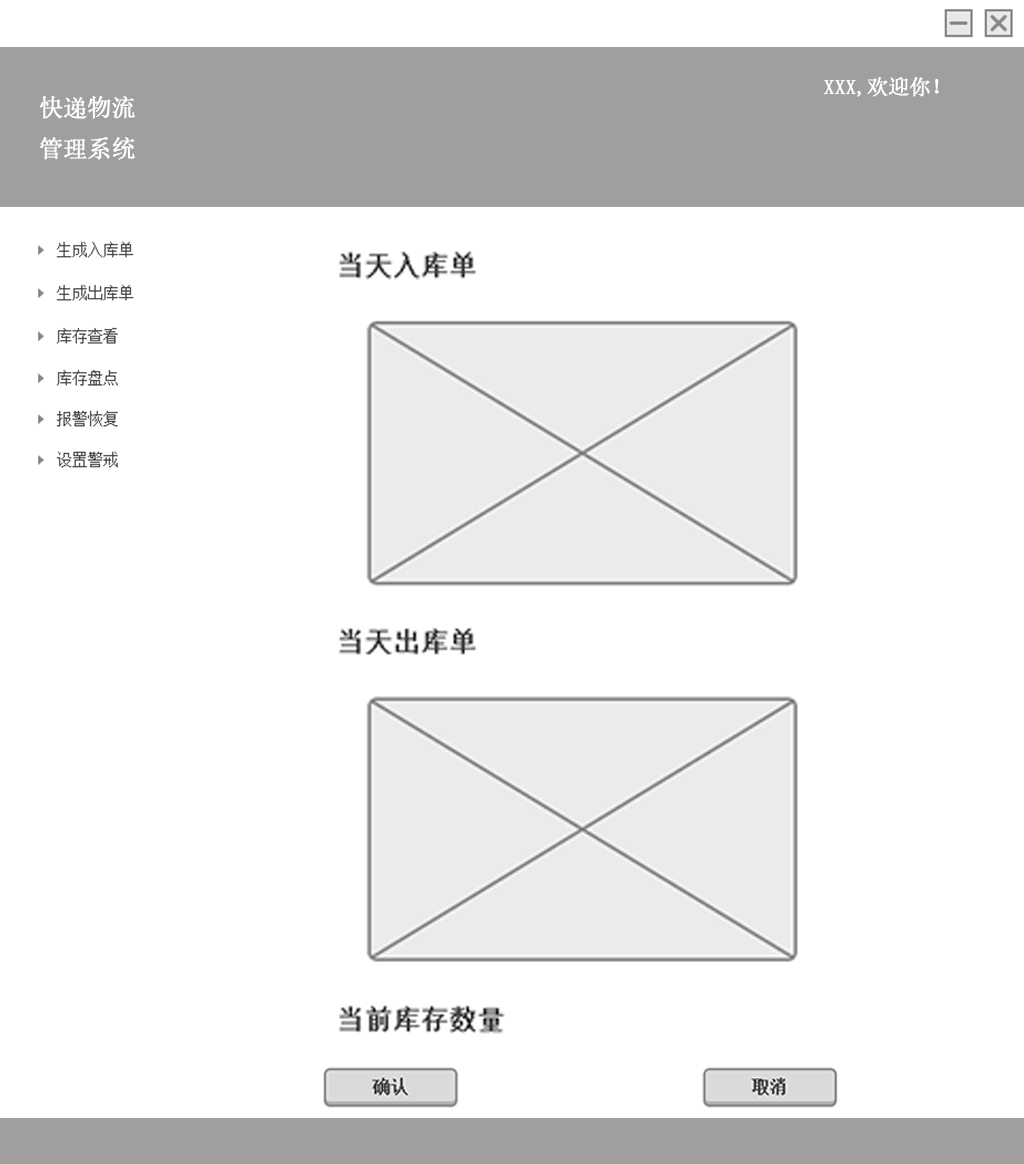 XXX,欢迎你!
快递物流
管理系统
生成入库单
生成出库单
库存查看
库存盘点
报警恢复
设置警戒
当天入库单
当天出库单
当前库存数量
确认
取消